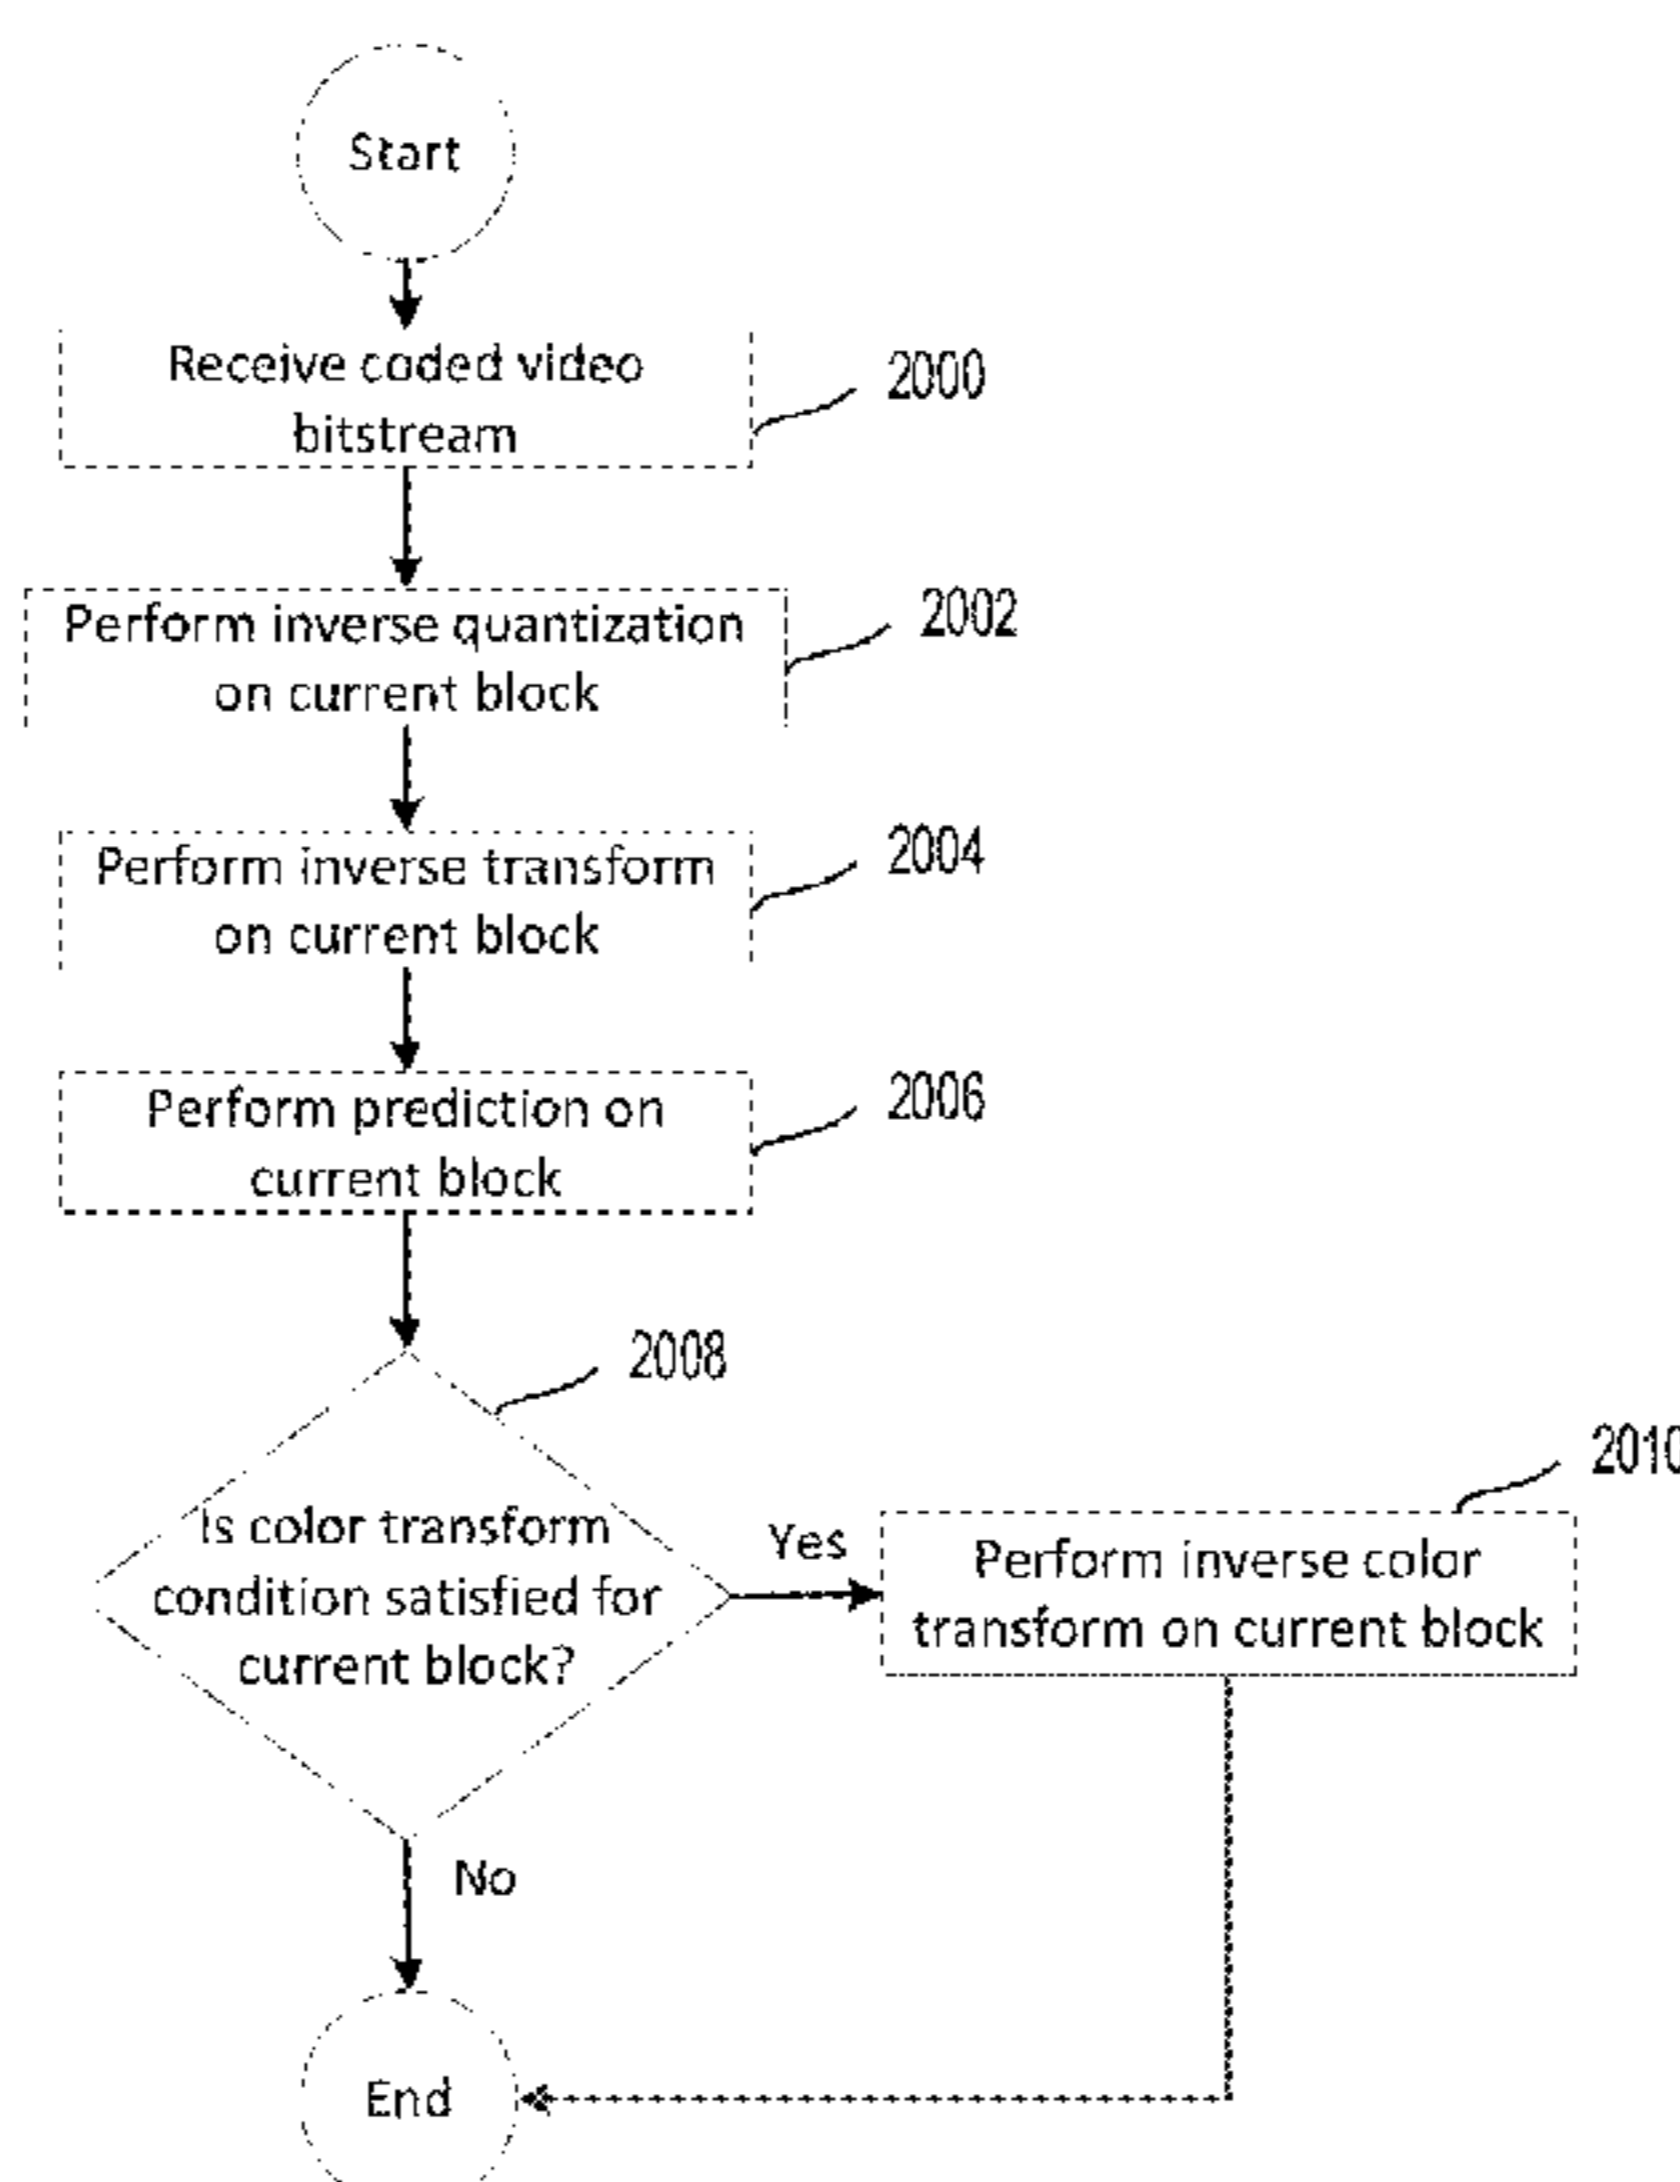 Start
Receive coded video
bitstream
2000
Perform inverse quantization
on current block
2002
Perform inverse transform
on current block
2004
Perform prediction on
current block
2006
2008
Is color transform
condition satisfied for
current block?
Yes
2010
Perform inverse color
transform on current block
No
End